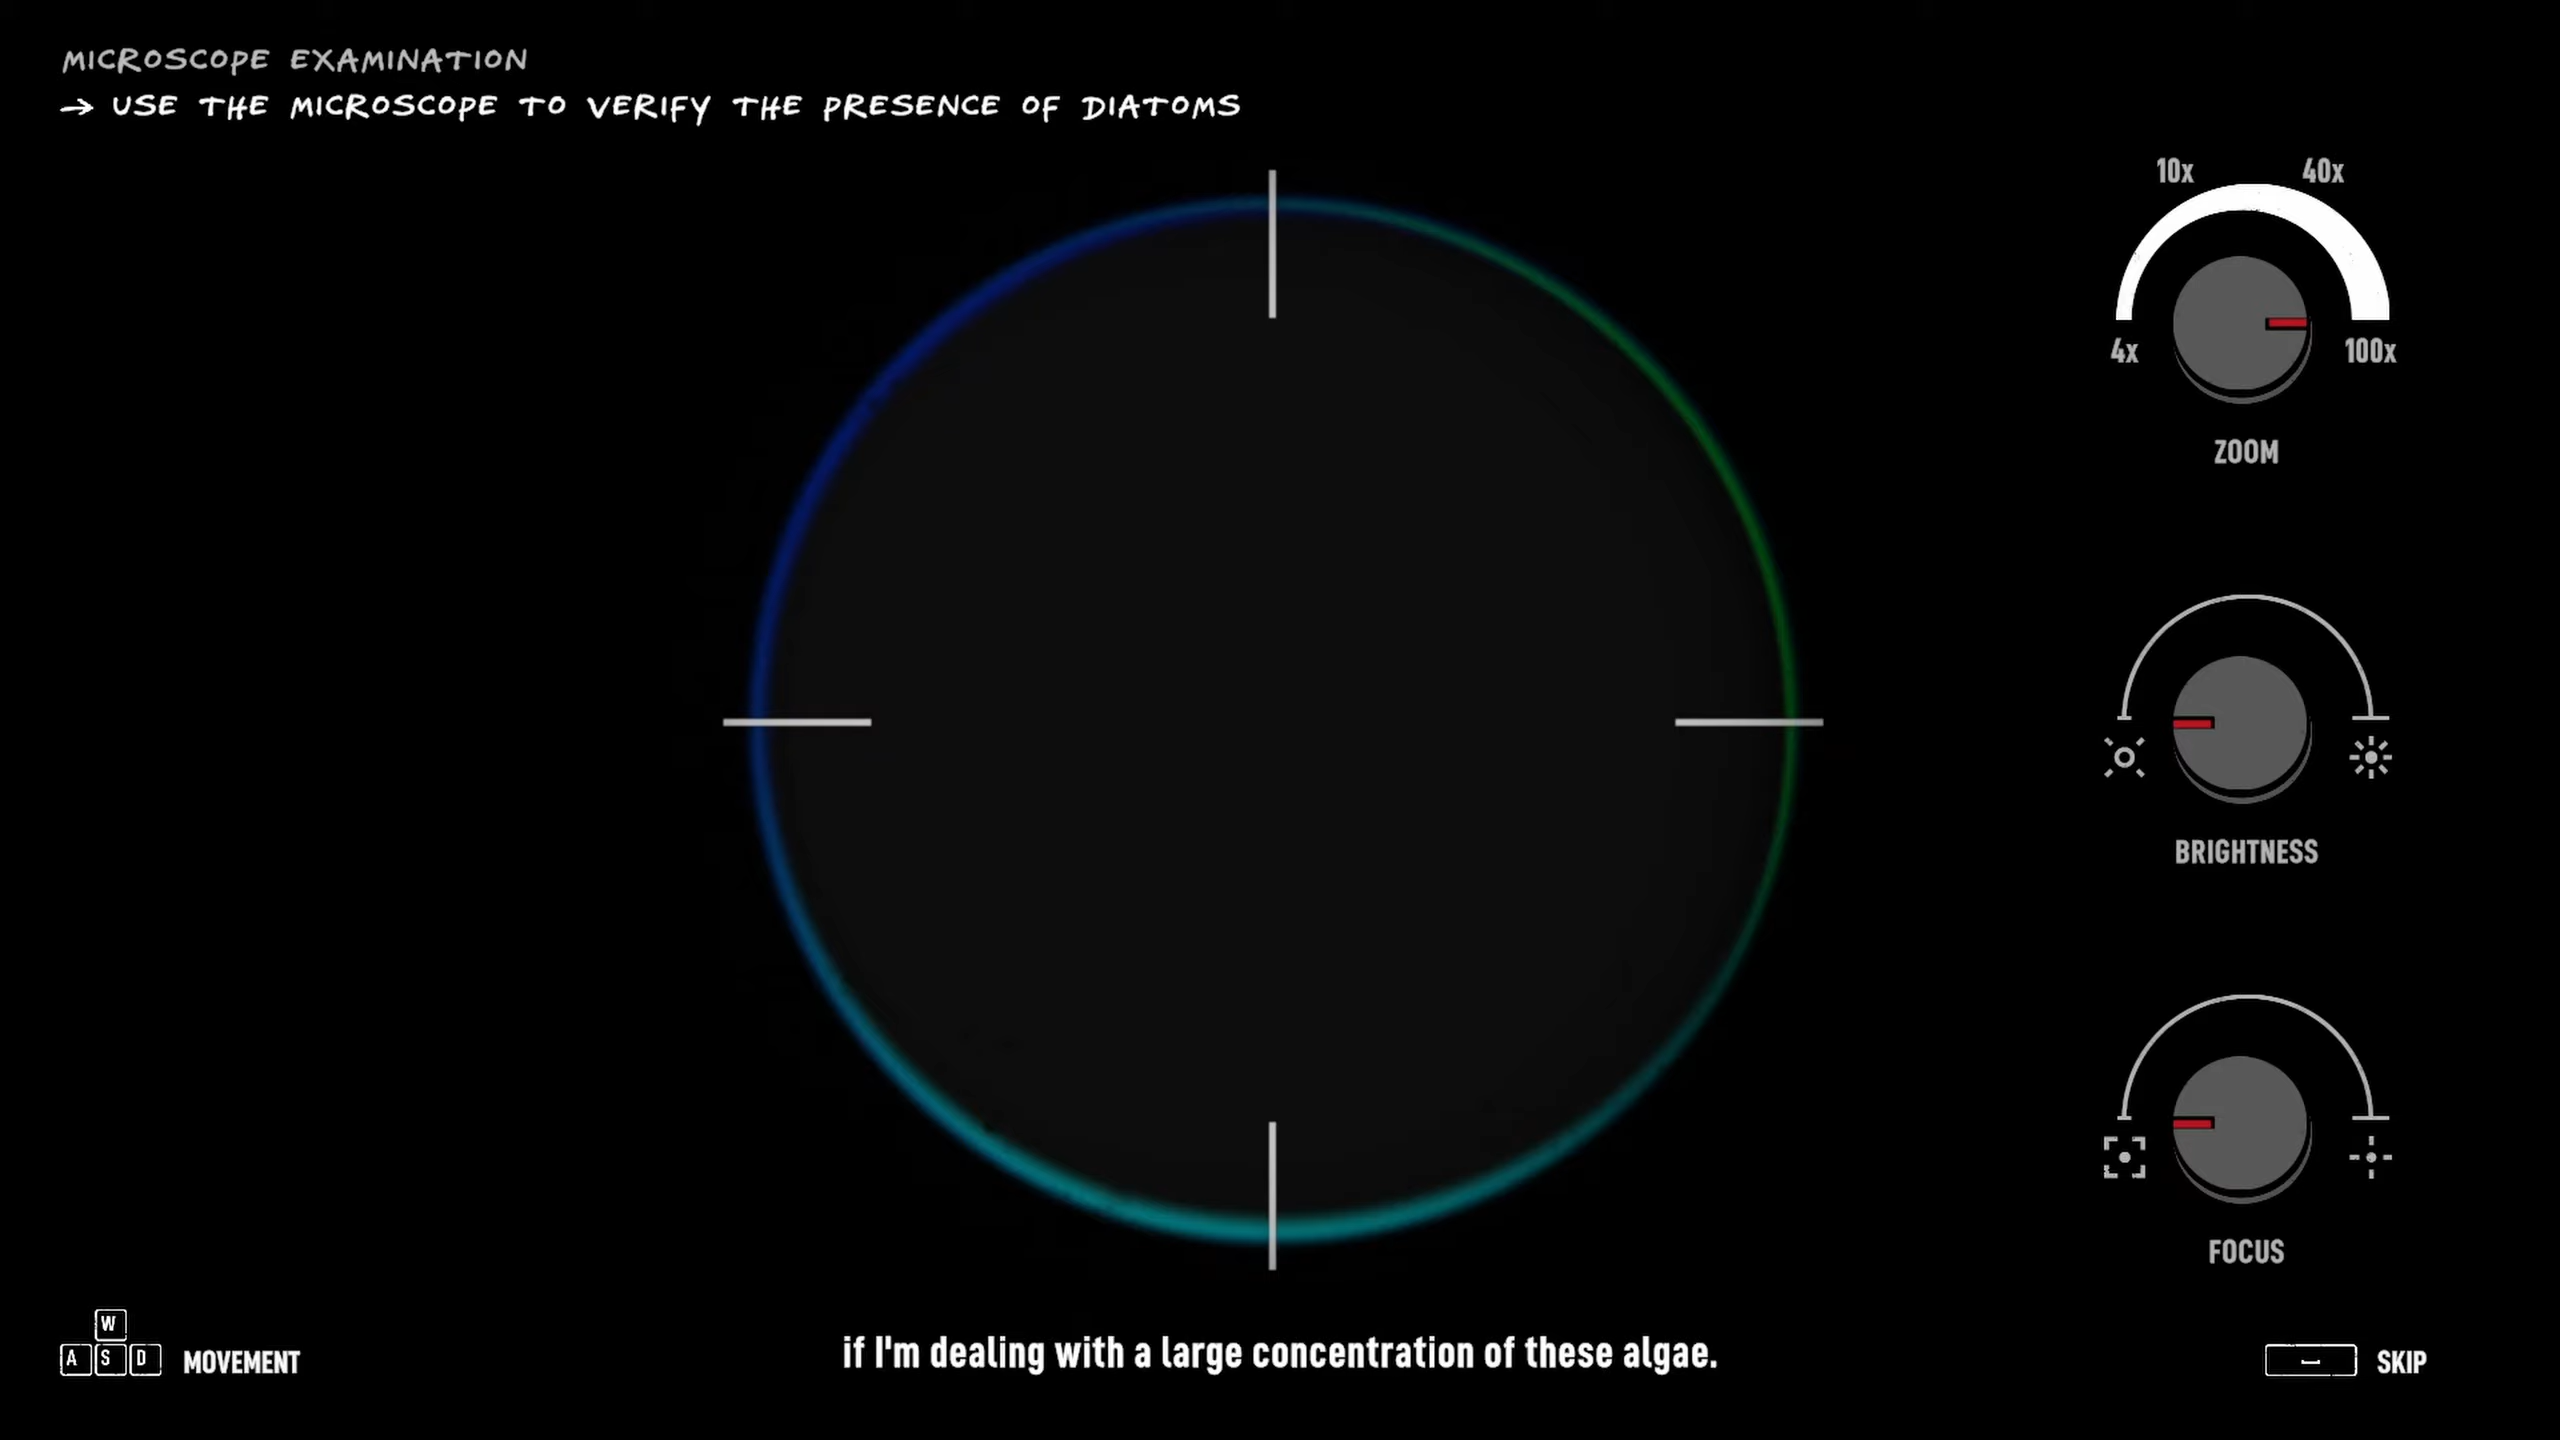 MICROSCOPE EXAMINATION
→ USE THE MICROSCOPE TO VERIFY THE PRESENCE OF DIATOMS
10x 40x
4x 100x
ZOOM
BRIGHTNESS
FOCUS
W
A S D MOVEMENT
if I'm dealing with a large concentration of these algae.
SKIP